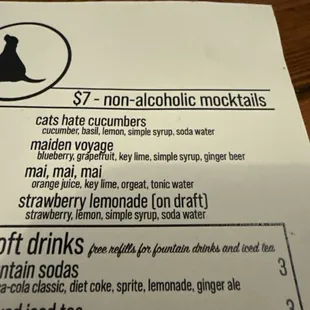 $7 - non-alcoholic mocktails
cats hate cucumbers
cucumber, basil, lemon, simple syrup, soda water
maiden voyage
blueberry, grapefruit, key lime, simple syrup, ginger beer
mai, mai, mai
orange juice, key lime, orgeat, tonic water
strawberry lemonade (on draft)
strawberry, lemon, simple syrup, soda water
oft drinks free refills for fountain drinks and iced tea
ntain sodas 3
a-cola classic, diet coke, sprite, lemonade, ginger ale
iced tea 3